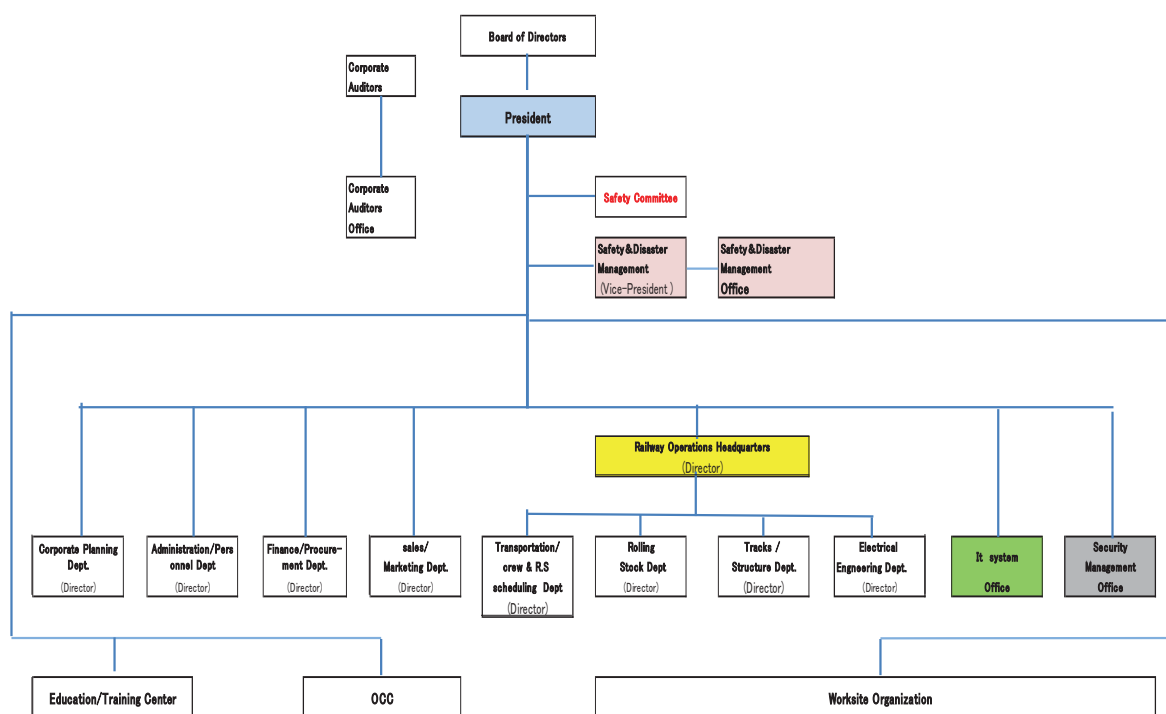 Board of Directors
Corporate
Auditors
President
Corporate
Auditors
Office
Safety Committee
Safety&Disaster
Management
(Vice-President )
Safety&Disaster
Management
Office
Railway Operations Headquarters
(Director)
Corporate Planning
Dept.
(Director)
Administration/Pers
onnel Dept
(Director)
Finance/Procure-
ment Dept.
(Director)
sales/
Marketing Dept.
(Director)
Transportation/
crew & R.S
scheduling Dept
(Director)
Rolling
Stock Dept
(Director)
Tracks /
Structure Dept.
(Director)
Electrical
Engneering Dept.
(Director)
It system
Office
Security
Management
Office
Education/Training Center
OCC
Worksite Organization